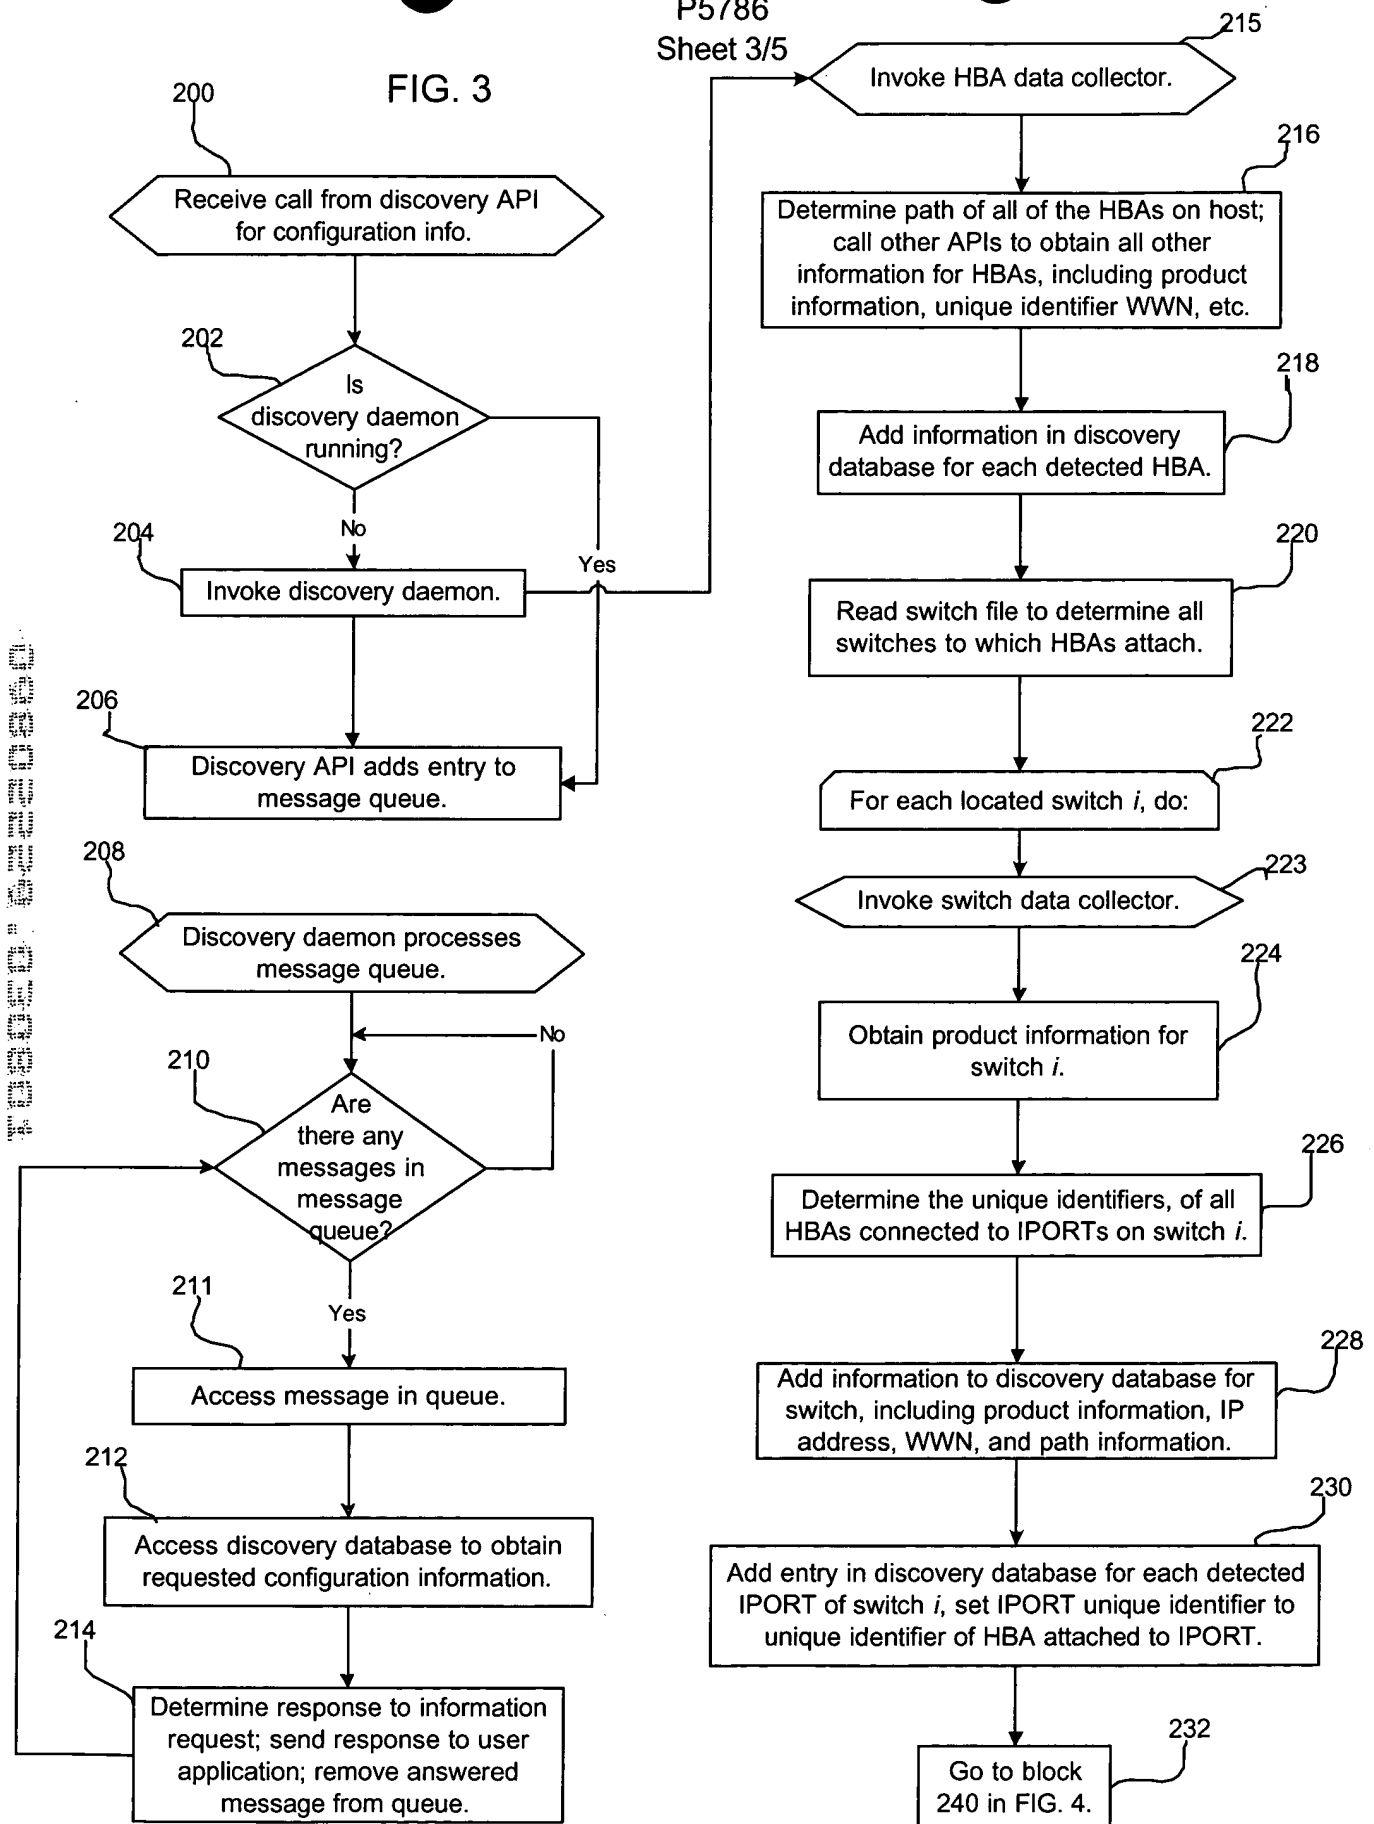 P5786
Sheet 3/5
FIG. 3
200
Receive call from discovery API
for configuration info.
202
Is
discovery daemon
running?
No
Yes
204
Invoke discovery daemon.
206
Discovery API adds entry to
message queue.
208
Discovery daemon processes
message queue.
No
210
Are
there any
messages in
message
queue?
Yes
211
Access message in queue.
212
Access discovery database to obtain
requested configuration information.
214
Determine response to information
request; send response to user
application; remove answered
message from queue.
215
Invoke HBA data collector.
216
Determine path of all of the HBAs on host;
call other APIs to obtain all other
information for HBAs, including product
information, unique identifier WWN, etc.
218
Add information in discovery
database for each detected HBA.
220
Read switch file to determine all
switches to which HBAs attach.
222
For each located switch i, do:
223
Invoke switch data collector.
224
Obtain product information for
switch i.
226
Determine the unique identifiers, of all
HBAs connected to IPORTs on switch i.
228
Add information to discovery database for
switch, including product information, IP
address, WWN, and path information.
230
Add entry in discovery database for each detected
IPORT of switch i, set IPORT unique identifier to
unique identifier of HBA attached to IPORT.
232
Go to block
240 in FIG. 4.